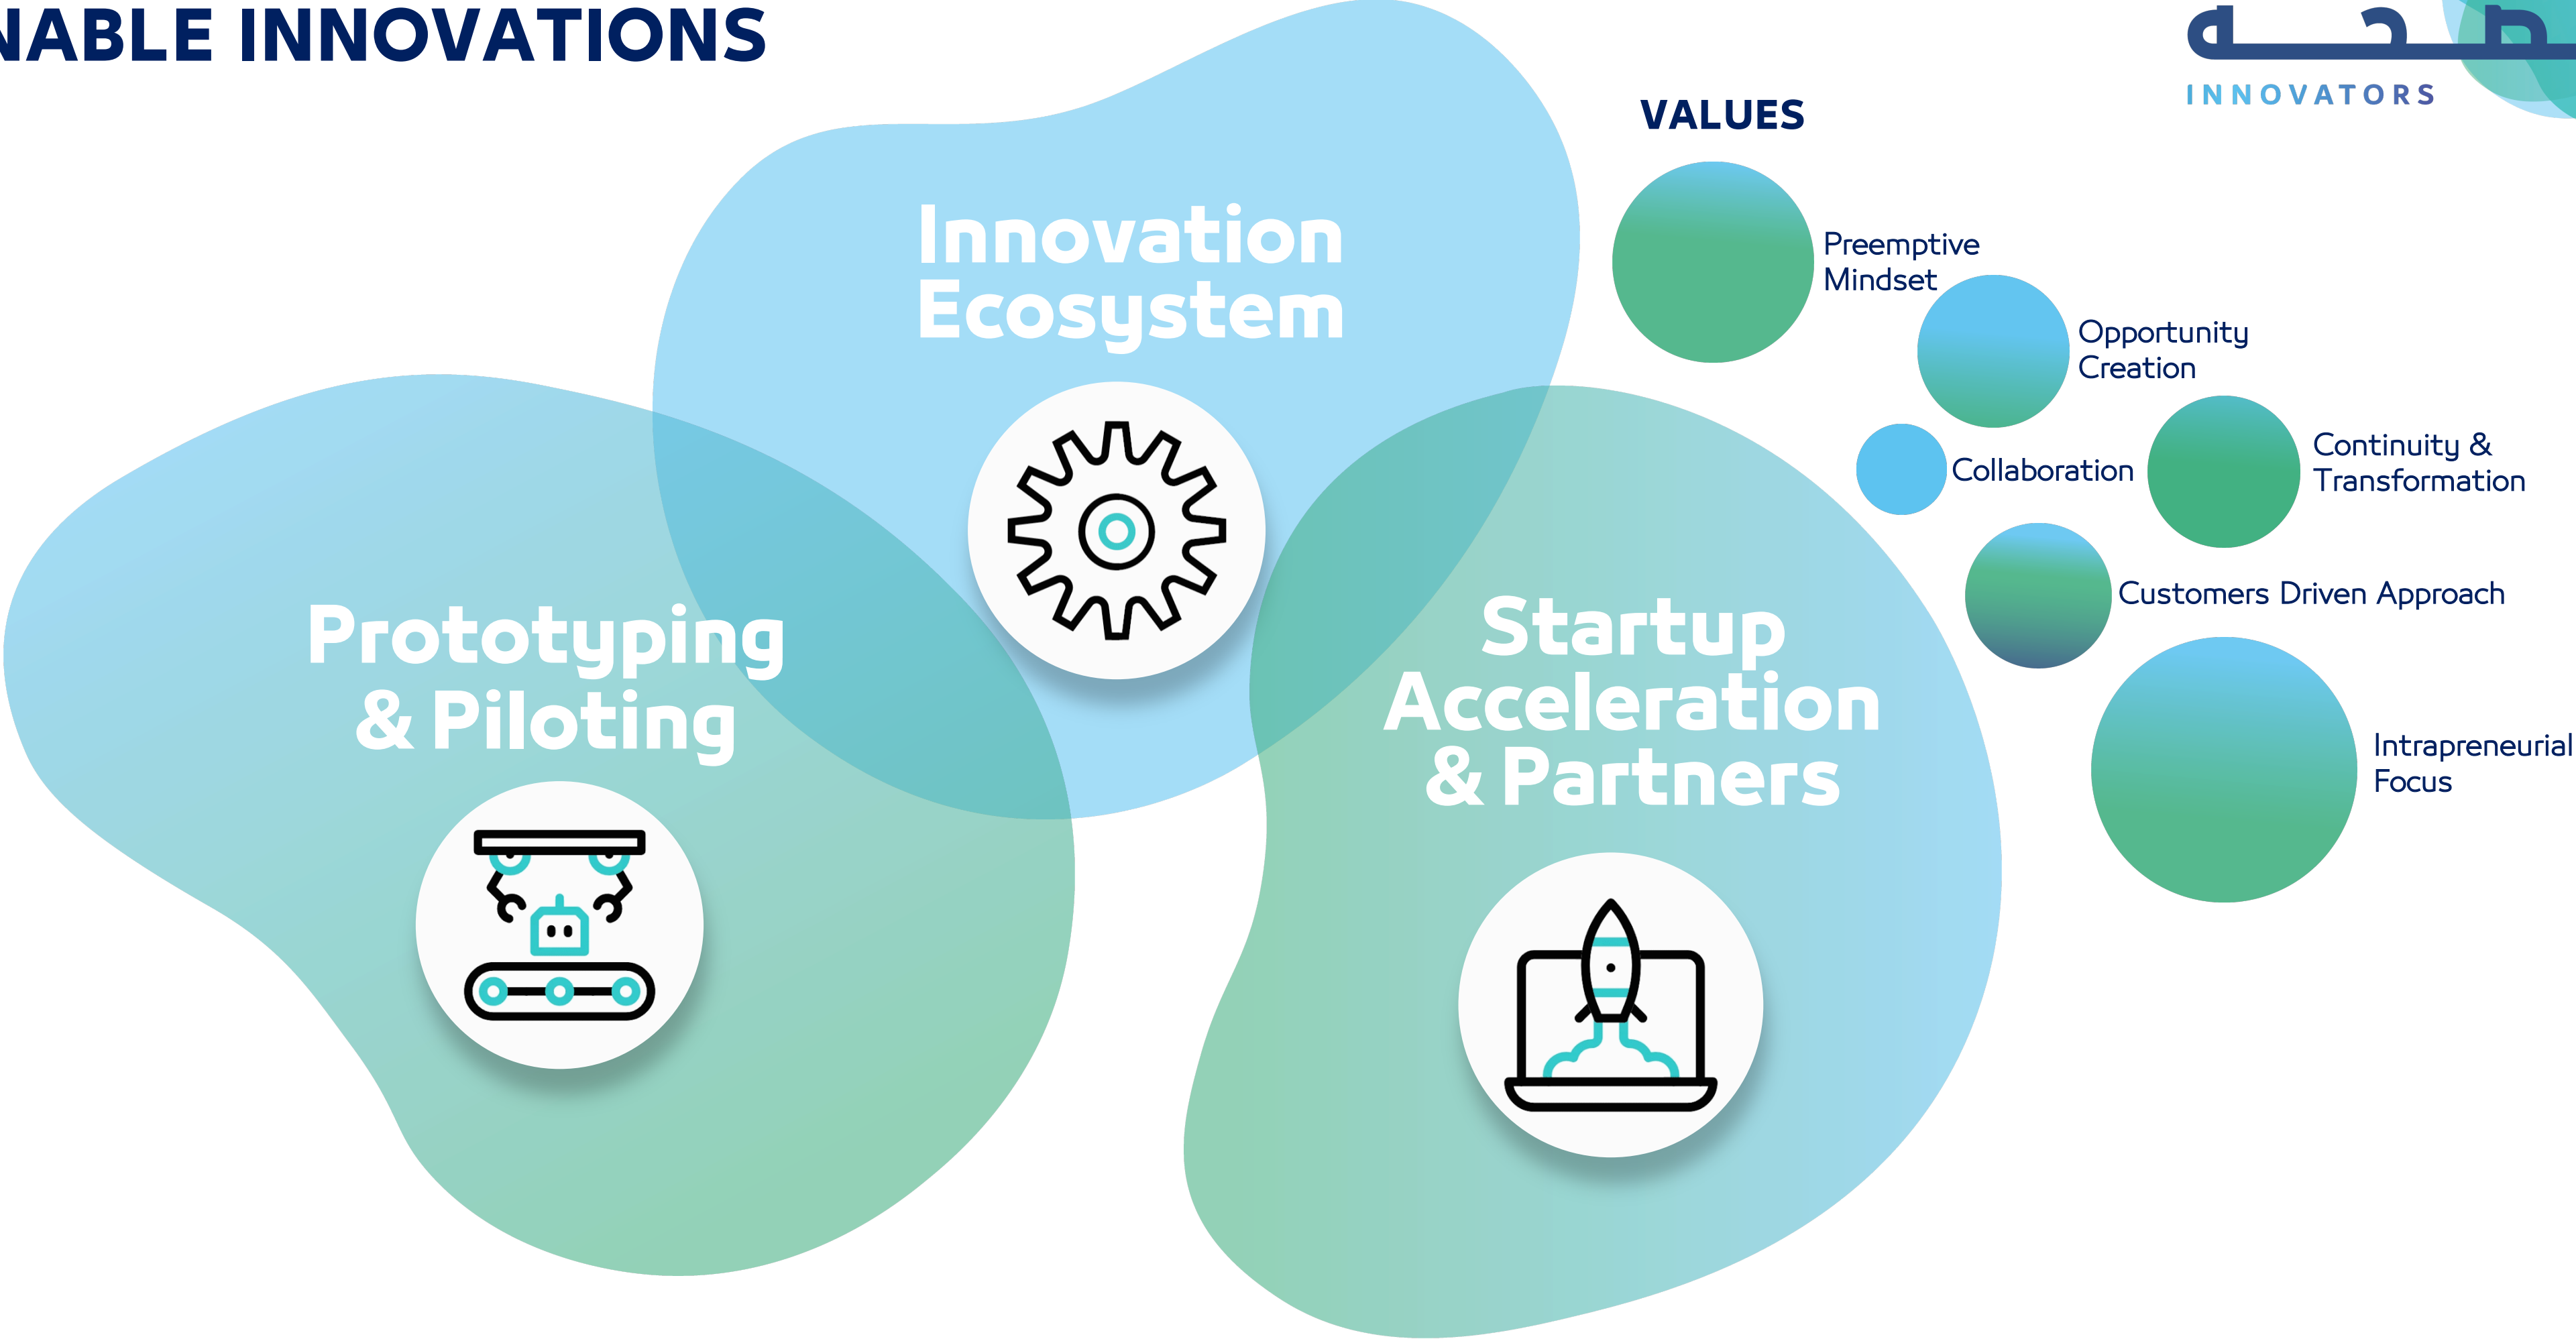 NABLE INNOVATIONS
INNOVATORS
VALUES
Preemptive
Mindset
Opportunity
Creation
Collaboration
Continuity &
Transformation
Customers Driven Approach
Intrapreneurial
Focus
Innovation
Ecosystem
Prototyping
& Piloting
Startup
Acceleration
& Partners